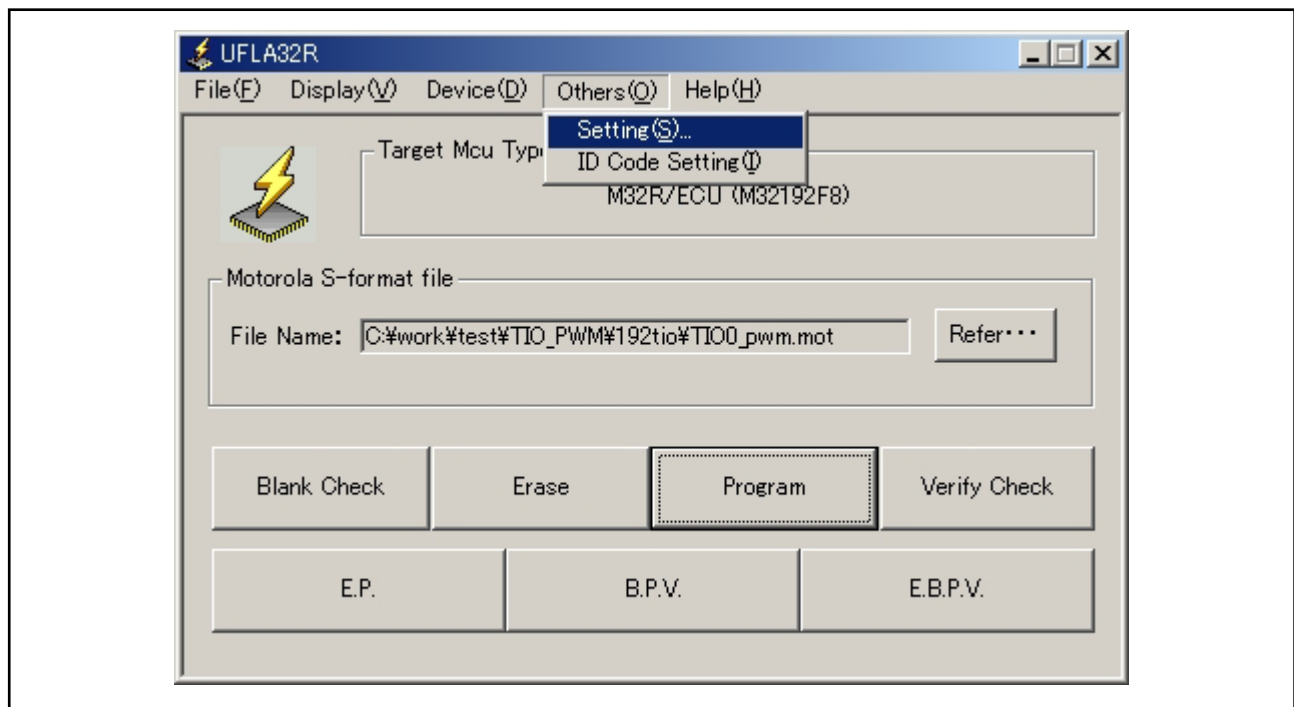 UFLA32R
File(F) Display(V) Device(D) Others(O) Help(H)
Setting(S)...
ID Code Setting(I)
Target Mcu Typ
M32R/ECU (M32192F8)
Motorola S-format file
File Name: C:¥work¥test¥TIO_PWM¥192tio¥TIO0_pwm.mot Refer･･･
Blank Check Erase Program Verify Check
E.P. B.P.V. E.B.P.V.